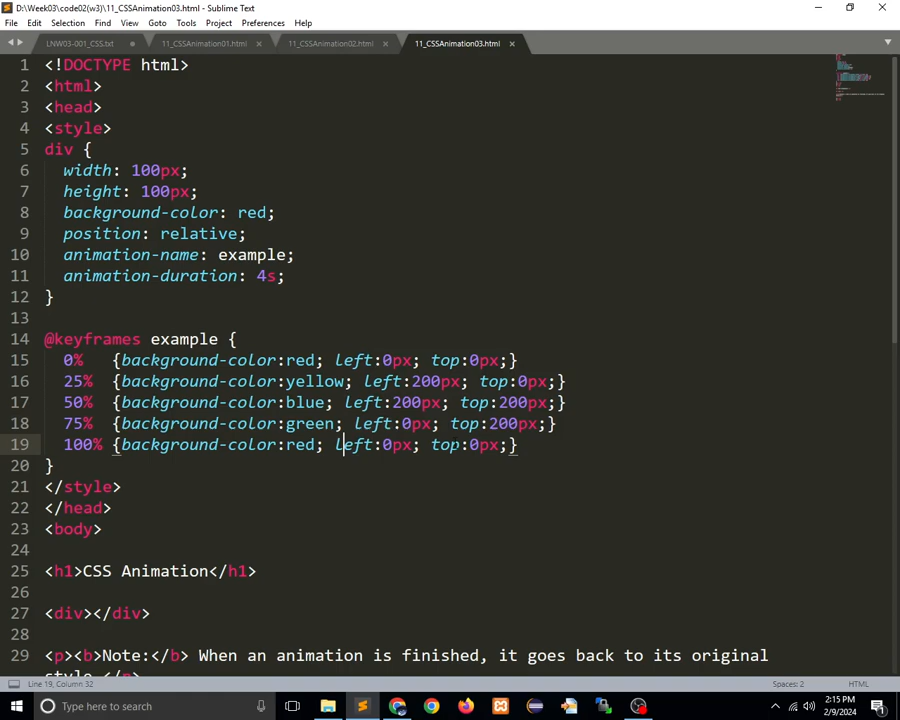 D:\Week03\code02(w3)\11_CSSAnimation03.html - Sublime Text
File Edit Selection Find View Goto Tools Project Preferences Help
LNW03-001_CSS.txt 11_CSSAnimation01.html 11_CSSAnimation02.html 11_CSSAnimation03.html
1 <!DOCTYPE html>
2 <html>
3 <head>
4 <style>
5 div {
6 width: 100px;
7 height: 100px;
8 background-color: red;
9 position: relative;
10 animation-name: example;
11 animation-duration: 4s;
12 }
13
14 @keyframes example {
15 0% {background-color:red; left:0px; top:0px;}
16 25% {background-color:yellow; left:200px; top:0px;}
17 50% {background-color:blue; left:200px; top:200px;}
18 75% {background-color:green; left:0px; top:200px;}
19 100% {background-color:red; left:0px; top:0px;}
20 }
21 </style>
22 </head>
23 <body>
24
25 <h1>CSS Animation</h1>
26
27 <div></div>
28
29 <p><b>Note:</b> When an animation is finished, it goes back to its original
style.</p>
Line 19, Column 32 Spaces: 2 HTML
Type here to search
2:15 PM
2/9/2024